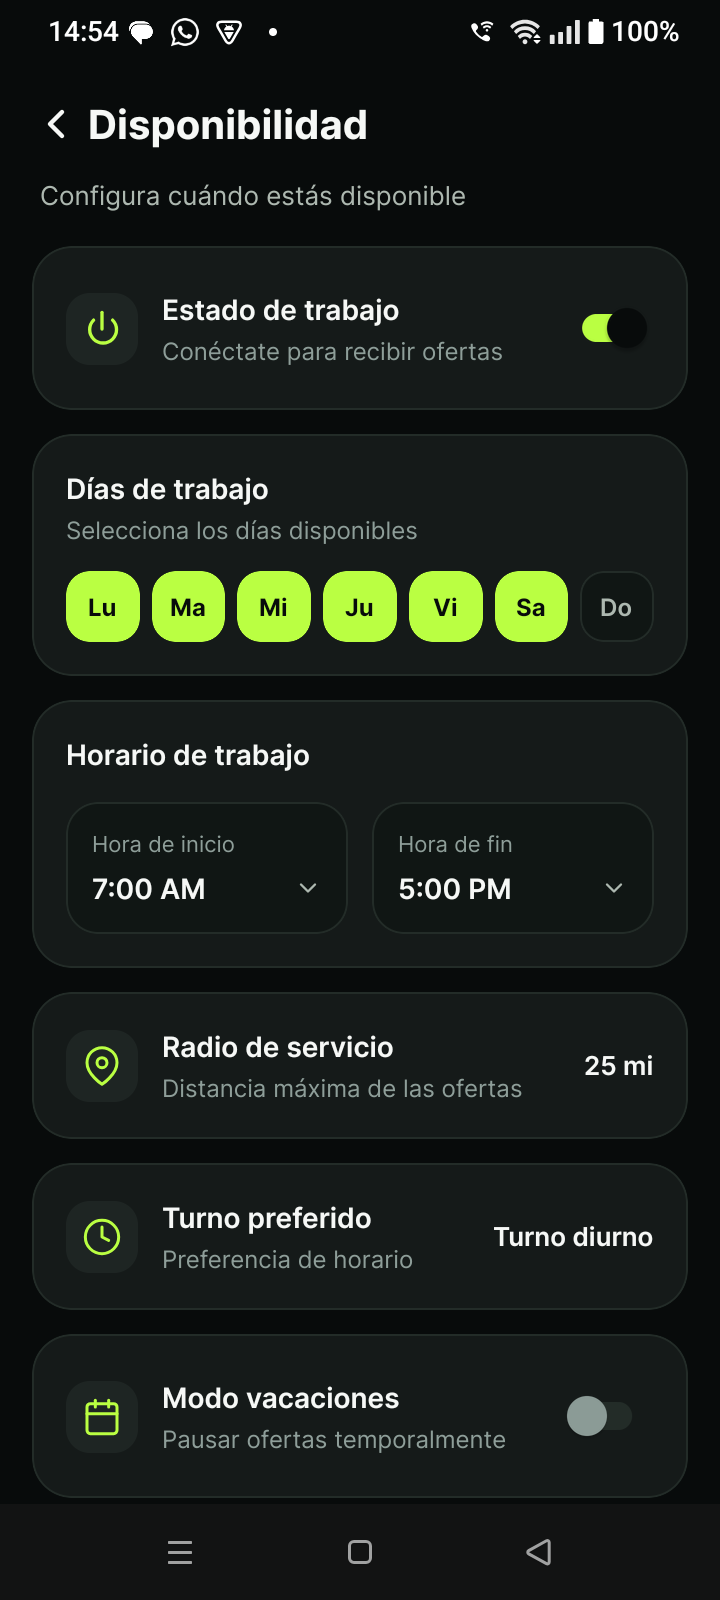 14:54
100%
Disponibilidad
Configura cuándo estás disponible
Estado de trabajo
Conéctate para recibir ofertas
Días de trabajo
Selecciona los días disponibles
Lu Ma Mi Ju Vi Sa Do
Horario de trabajo
Hora de inicio
7:00 AM
Hora de fin
5:00 PM
Radio de servicio
Distancia máxima de las ofertas
25 mi
Turno preferido
Preferencia de horario
Turno diurno
Modo vacaciones
Pausar ofertas temporalmente